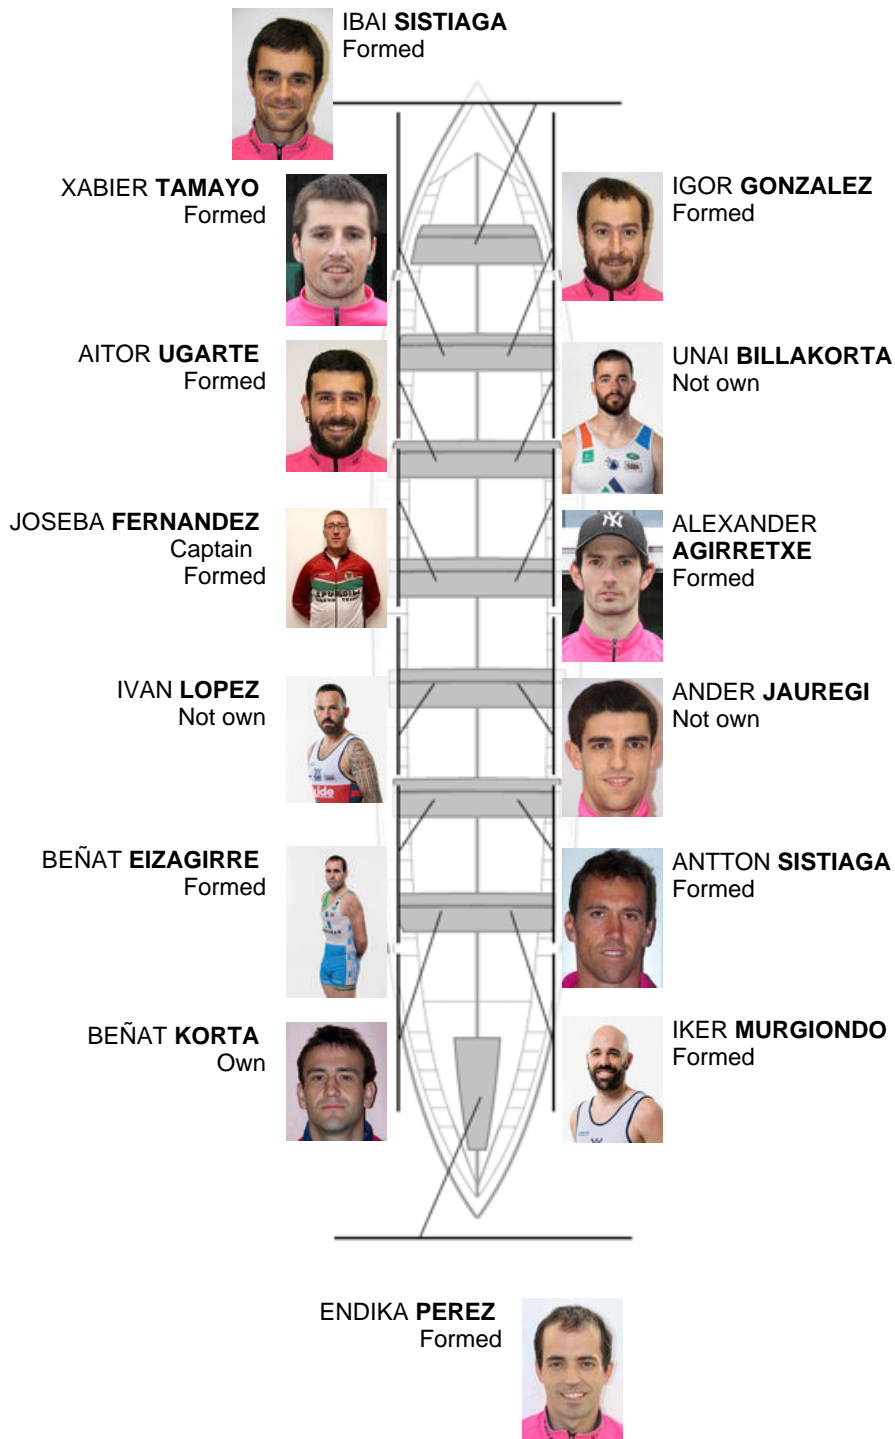 IBAI SISTIAGA
Formed
XABIER TAMAYO
Formed
IGOR GONZALEZ
Formed
AITOR UGARTE
Formed
UNAI BILLAKORTA
Not own
JOSEBA FERNANDEZ
Captain
Formed
ALEXANDER
AGIRRETXE
Formed
IVAN LOPEZ
Not own
ANDER JAUREGI
Not own
BEÑAT EIZAGIRRE
Formed
ANTTON SISTIAGA
Formed
BEÑAT KORTA
Own
IKER MURGIONDO
Formed
ENDIKA PEREZ
Formed